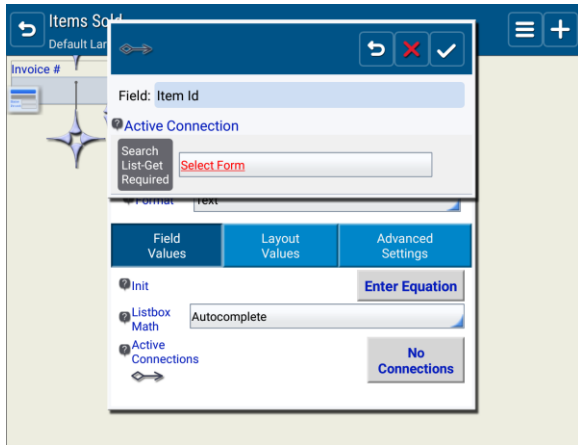 Items Sold
Default Lar
Invoice #
Field: Item Id
Active Connection
Search
List-Get
Required
Select Form
Format Text
Field
Values
Layout
Values
Advanced
Settings
Init
Enter Equation
Listbox
Math
Autocomplete
Active
Connections
No
Connections